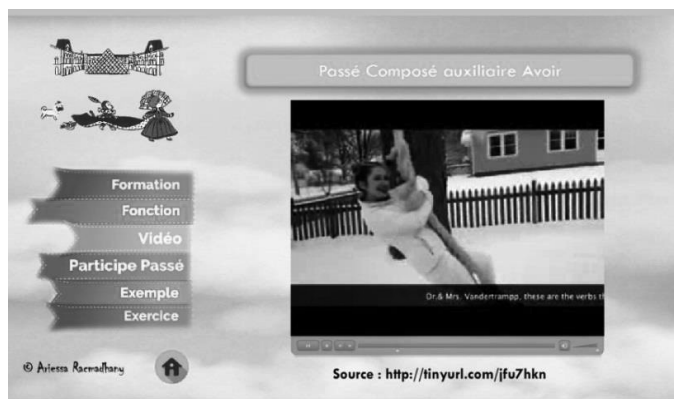 Passé Composé auxiliaire Avoir
Formation
Fonction
Vidéo
Participe Passé
Exemple
Exercice
Dr.& Mrs. Vandertrampp, these are the verbs th
© Ariessa Racmadhany
Source : http://tinyurl.com/jfu7hkn